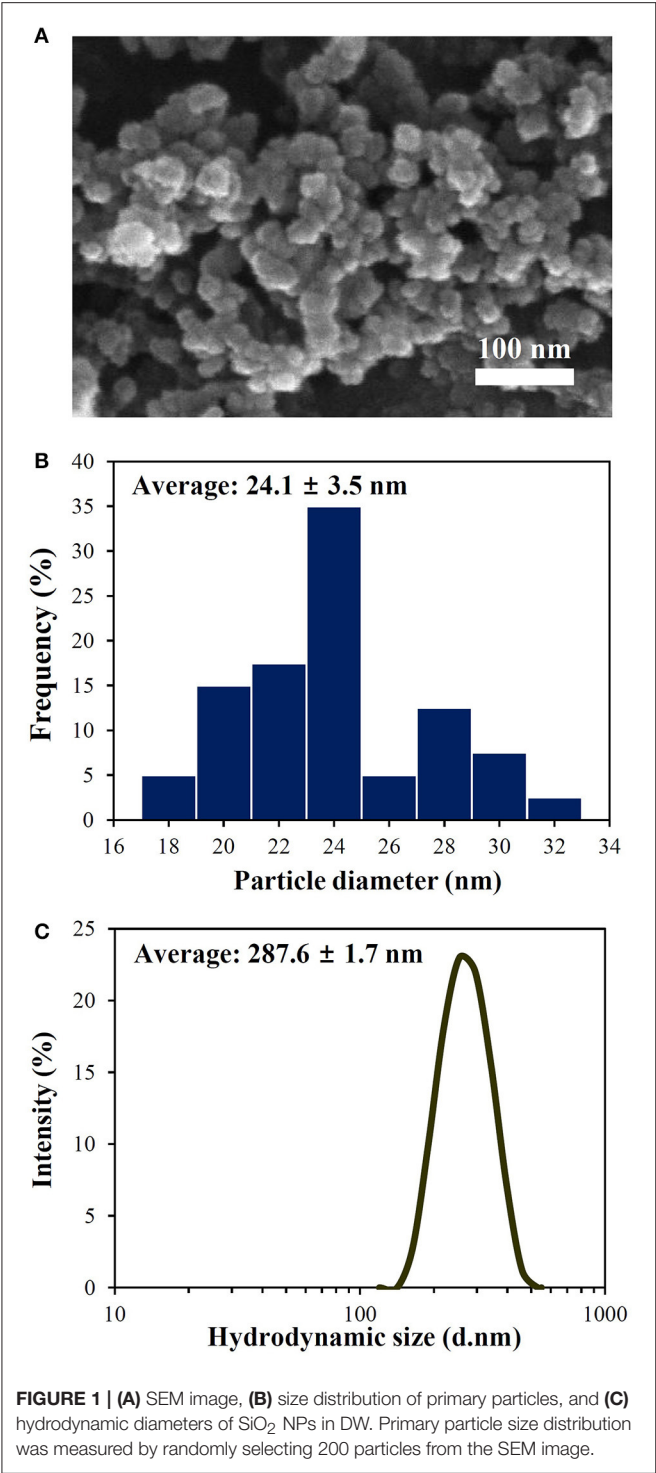 A
100 nm
B
Average: 24.1 ± 3.5 nm
Frequency (%)
40
35
30
25
20
15
10
5
0
16 18 20 22 24 26 28 30 32 34
Particle diameter (nm)
C
Average: 287.6 ± 1.7 nm
Intensity (%)
25
20
15
10
5
0
10 100 1000
Hydrodynamic size (d.nm)
FIGURE 1 | (A) SEM image, (B) size distribution of primary particles, and (C)
hydrodynamic diameters of SiO2 NPs in DW. Primary particle size distribution
was measured by randomly selecting 200 particles from the SEM image.